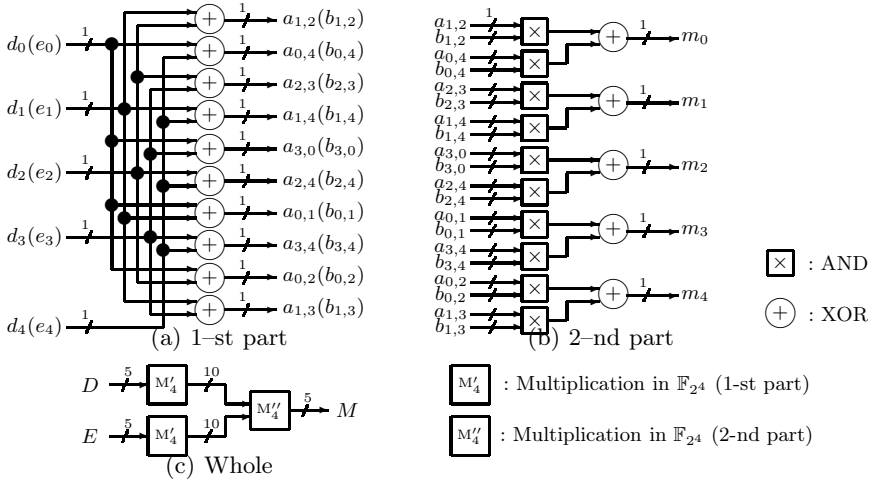 d0(e0) 1
d1(e1) 1
d2(e2) 1
d3(e3) 1
d4(e4) 1
+ 1 a1,2(b1,2)
+ 1 a0,4(b0,4)
+ 1 a2,3(b2,3)
+ 1 a1,4(b1,4)
+ 1 a3,0(b3,0)
+ 1 a2,4(b2,4)
+ 1 a0,1(b0,1)
+ 1 a3,4(b3,4)
+ 1 a0,2(b0,2)
+ 1 a1,3(b1,3)
(a) 1–st part
a1,2 1
b1,2 ×
a0,4
b0,4 ×
+ 1 m0
a2,3
b2,3 ×
a1,4
b1,4 ×
+ 1 m1
a3,0
b3,0 ×
a2,4
b2,4 ×
+ 1 m2
a0,1
b0,1 ×
a3,4
b3,4 ×
+ 1 m3
a0,2
b0,2 ×
a1,3
b1,3 ×
+ 1 m4
(b) 2–nd part
× : AND
+ : XOR
D 5 M′4 10
E 5 M′4 10
M″4 5 M
(c) Whole
M′4 : Multiplication in 𝔽2⁴ (1-st part)
M″4 : Multiplication in 𝔽2⁴ (2-nd part)